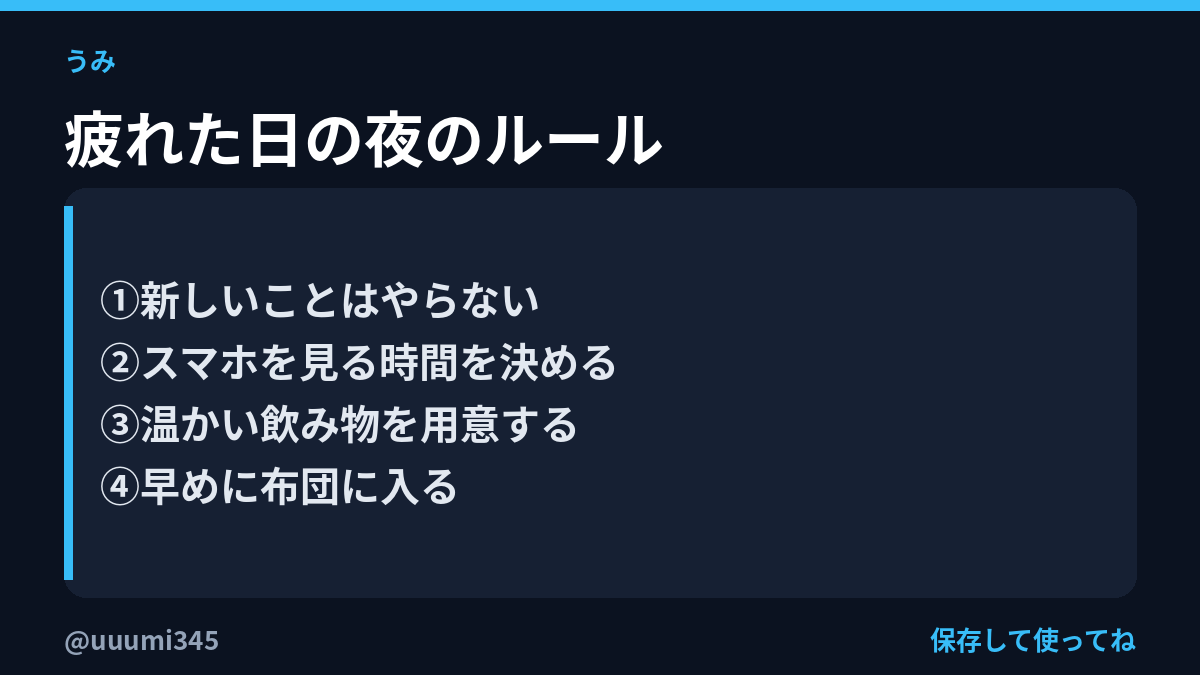 うみ
疲れた日の夜のルール
①新しいことはやらない
②スマホを見る時間を決める
③温かい飲み物を用意する
④早めに布団に入る
@uuumi345
保存して使ってね